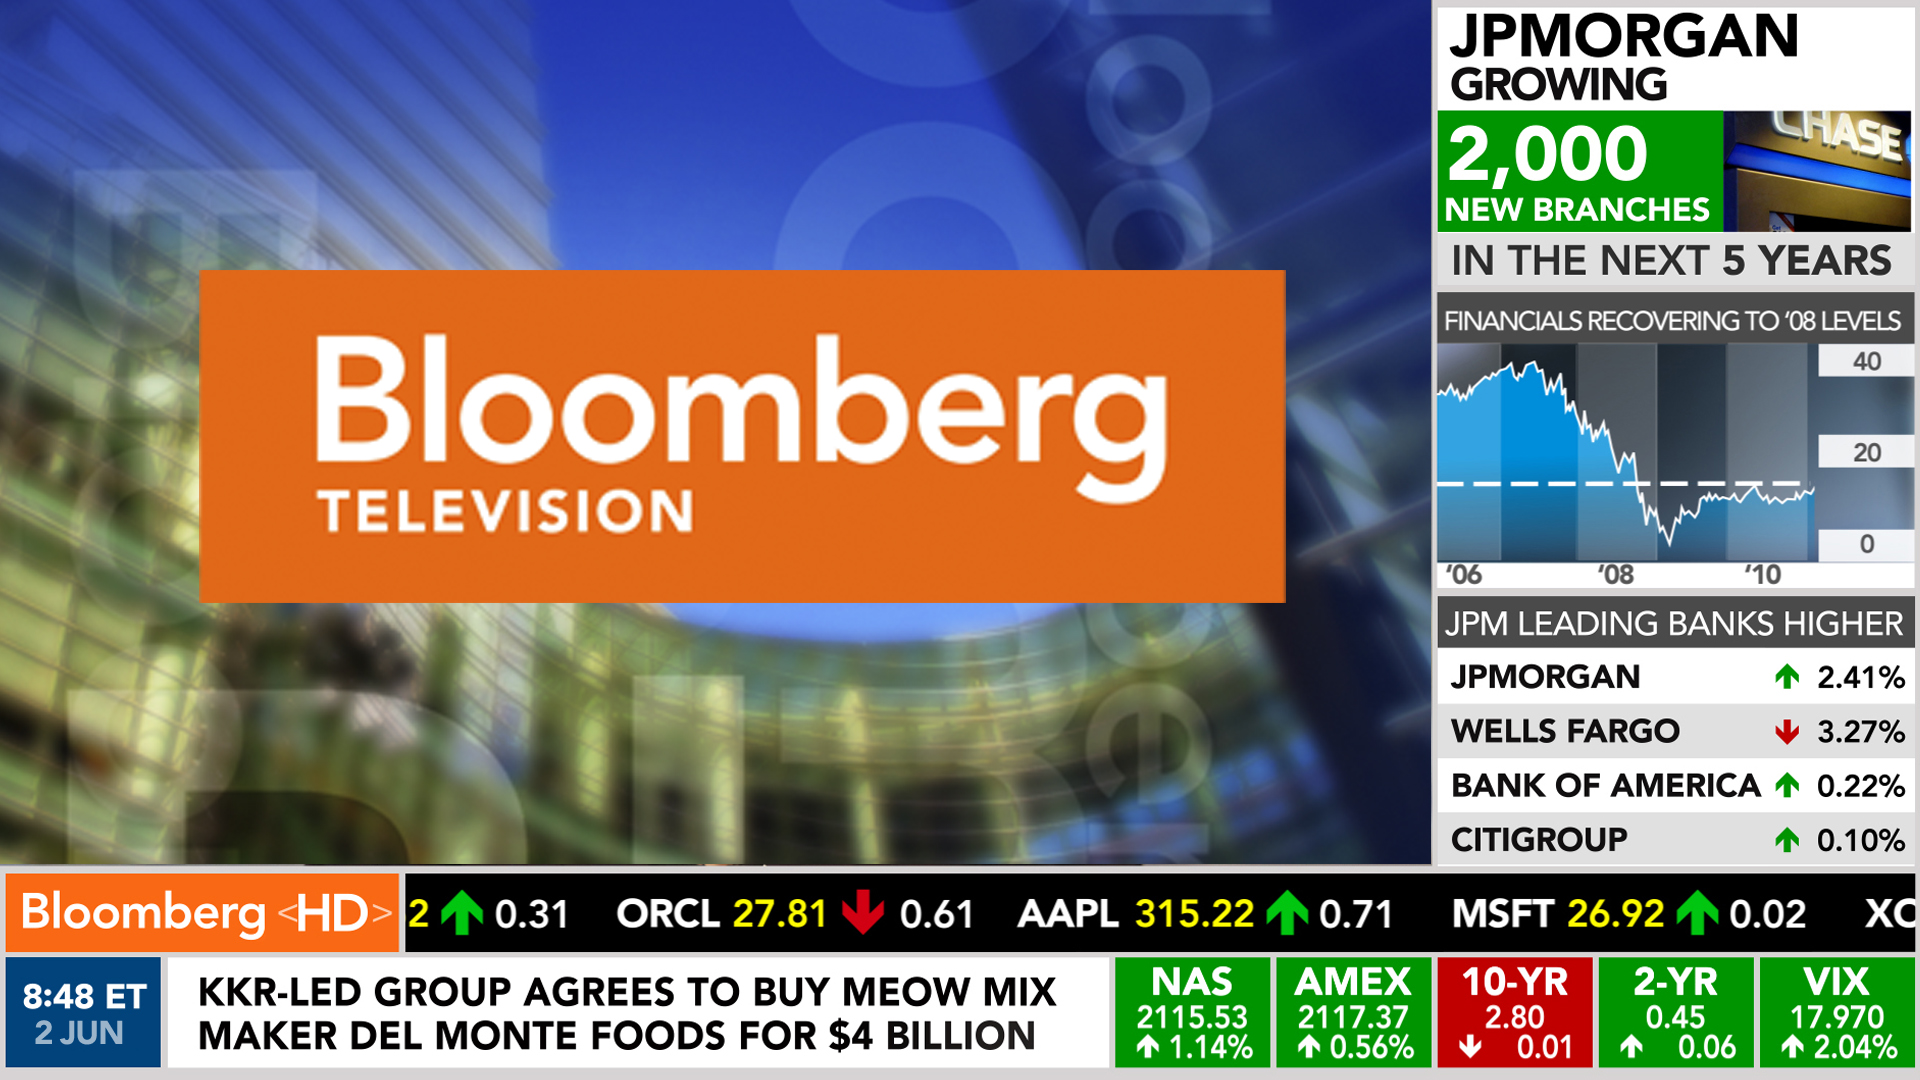 Bloomberg
TELEVISION
JPMORGAN
GROWING
2,000
NEW BRANCHES
CHASE
IN THE NEXT 5 YEARS
FINANCIALS RECOVERING TO ‘08 LEVELS
40
20
0
‘06 ‘08 ‘10
JPM LEADING BANKS HIGHER
JPMORGAN 2.41%
WELLS FARGO 3.27%
BANK OF AMERICA 0.22%
CITIGROUP 0.10%
Bloomberg <HD> 2 0.31 ORCL 27.81 0.61 AAPL 315.22 0.71 MSFT 26.92 0.02 XO
8:48 ET
2 JUN
KKR-LED GROUP AGREES TO BUY MEOW MIX
MAKER DEL MONTE FOODS FOR $4 BILLION
NAS
2115.53
1.14%
AMEX
2117.37
0.56%
10-YR
2.80
0.01
2-YR
0.45
0.06
VIX
17.970
2.04%